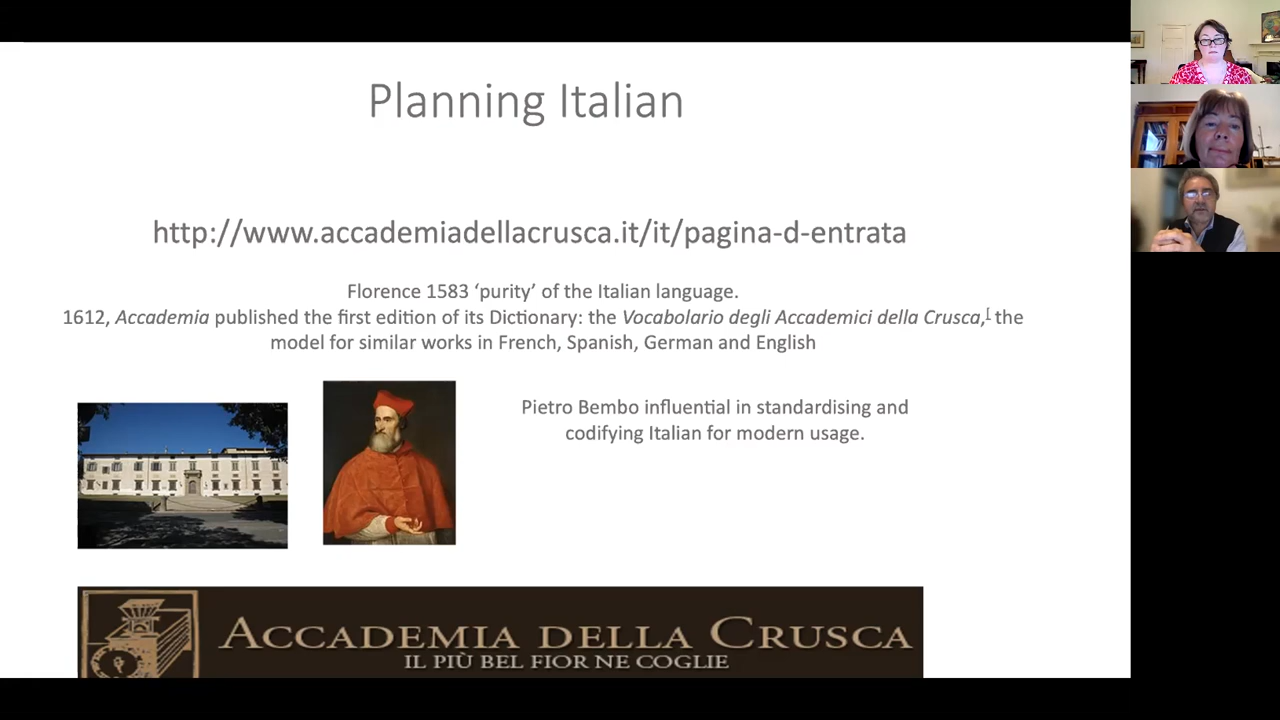 Planning Italian
http://www.accademiadellacrusca.it/it/pagina-d-entrata
Florence 1583 ‘purity’ of the Italian language.
1612, Accademia published the first edition of its Dictionary: the Vocabolario degli Accademici della Crusca,[ the
model for similar works in French, Spanish, German and English
Pietro Bembo influential in standardising and
codifying Italian for modern usage.
ACCADEMIA DELLA CRUSCA
IL PIÙ BEL FIOR NE COGLIE